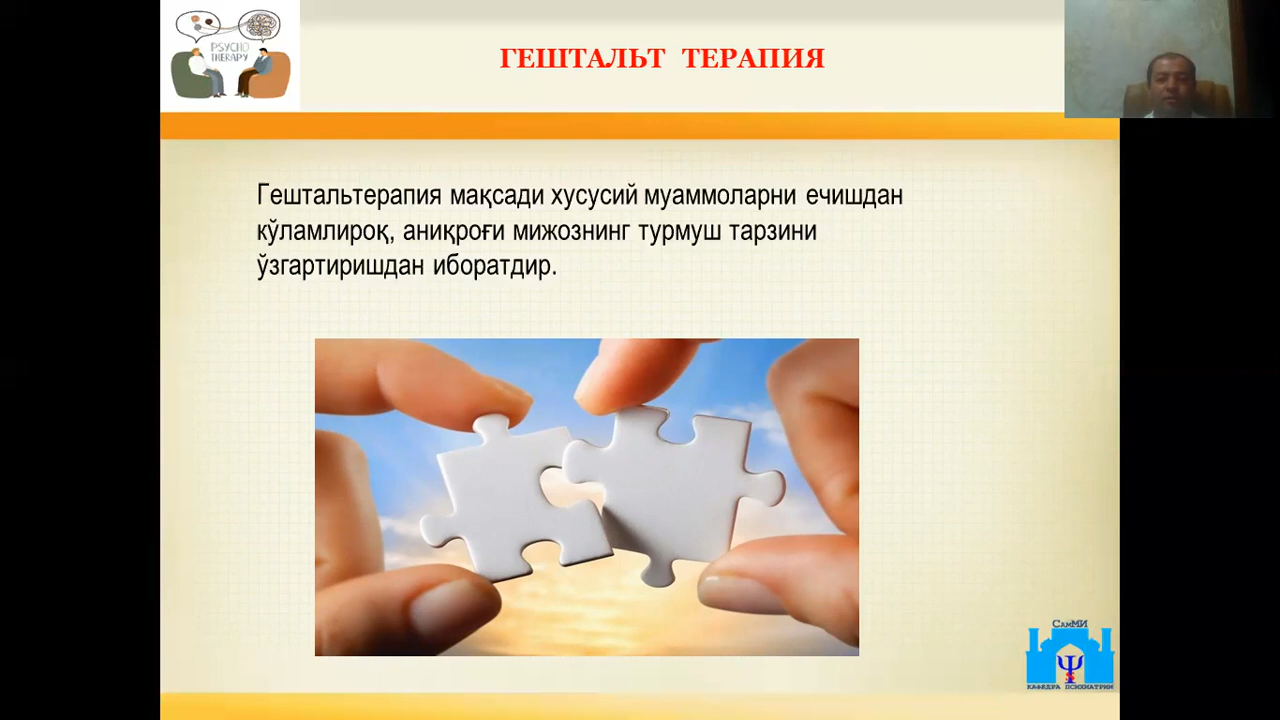 PSYCHO
THERAPY
ГЕШТАЛЬТ ТЕРАПИЯ
Гештальтерапия мақсади хусусий муаммоларни ечишдан
кўламлироқ, аниқроғи мижознинг турмуш тарзини
ўзгартиришдан иборатдир.
СамМИ
Ψ
КАФЕДРА ПСИХИАТРИИ